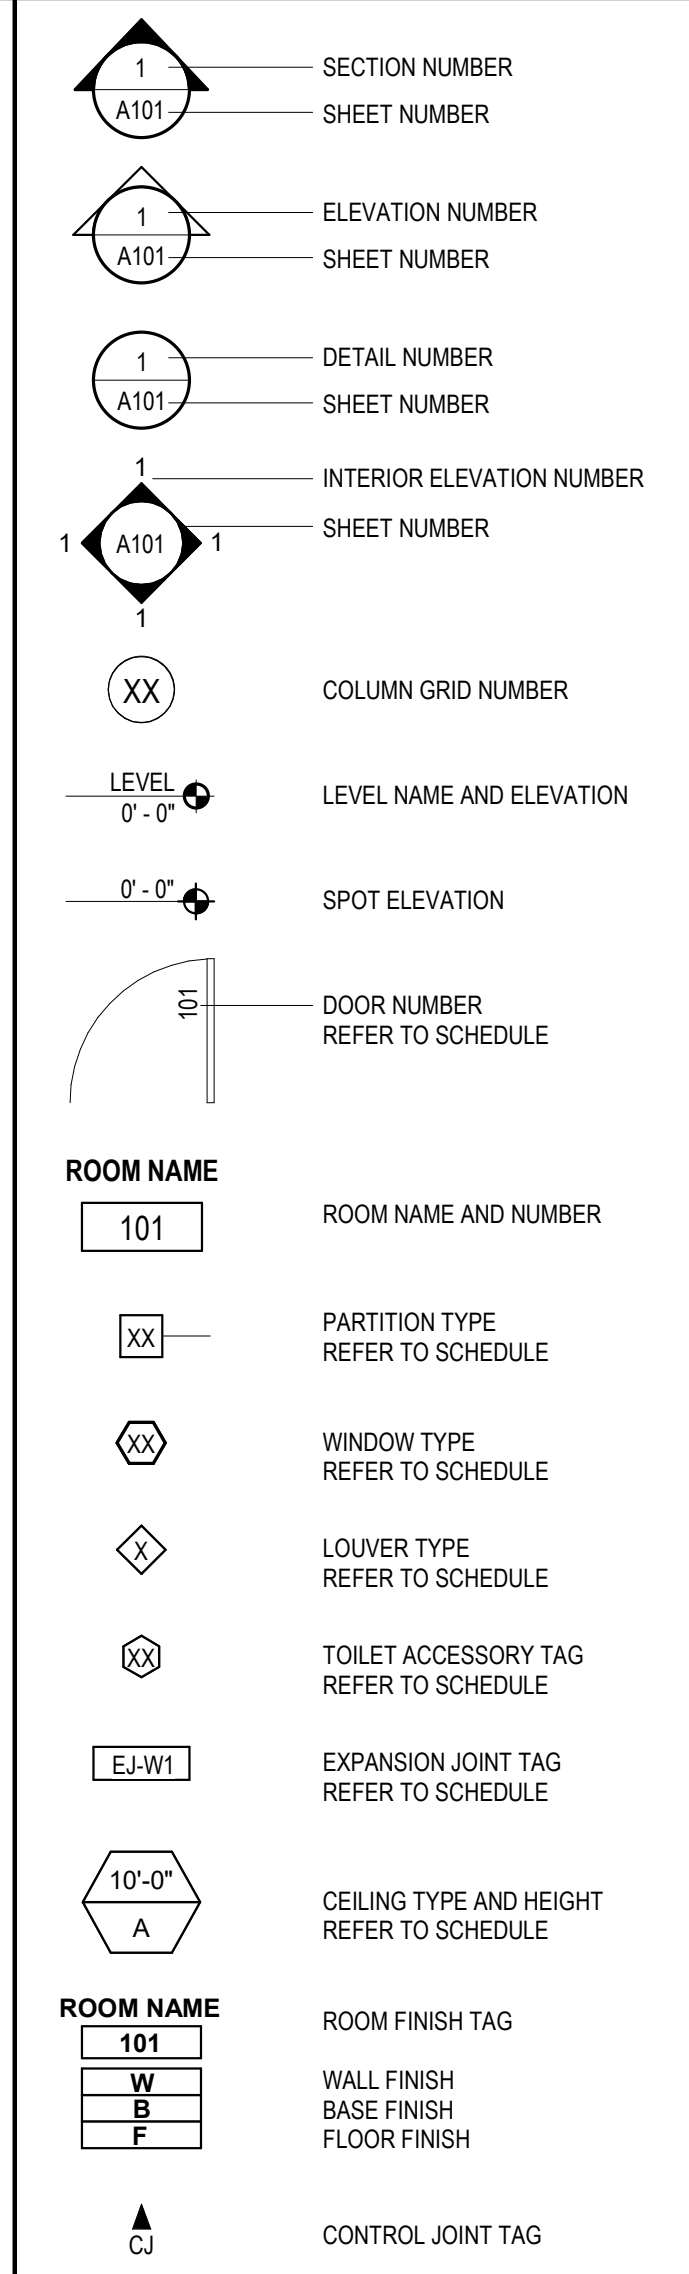 1
SECTION NUMBER
A101
SHEET NUMBER
1
ELEVATION NUMBER
A101
SHEET NUMBER
1
DETAIL NUMBER
A101
SHEET NUMBER
1
INTERIOR ELEVATION NUMBER
SHEET NUMBER
1 A101 1
1
XX
COLUMN GRID NUMBER
LEVEL
0' - 0"
LEVEL NAME AND ELEVATION
0' - 0"
SPOT ELEVATION
101
DOOR NUMBER
REFER TO SCHEDULE
ROOM NAME
101
ROOM NAME AND NUMBER
XX
PARTITION TYPE
REFER TO SCHEDULE
XX
WINDOW TYPE
REFER TO SCHEDULE
X
LOUVER TYPE
REFER TO SCHEDULE
XX
TOILET ACCESSORY TAG
REFER TO SCHEDULE
EJ-W1
EXPANSION JOINT TAG
REFER TO SCHEDULE
10'-0"
A
CEILING TYPE AND HEIGHT
REFER TO SCHEDULE
ROOM NAME
101
ROOM FINISH TAG
W
WALL FINISH
B
BASE FINISH
F
FLOOR FINISH
CJ
CONTROL JOINT TAG